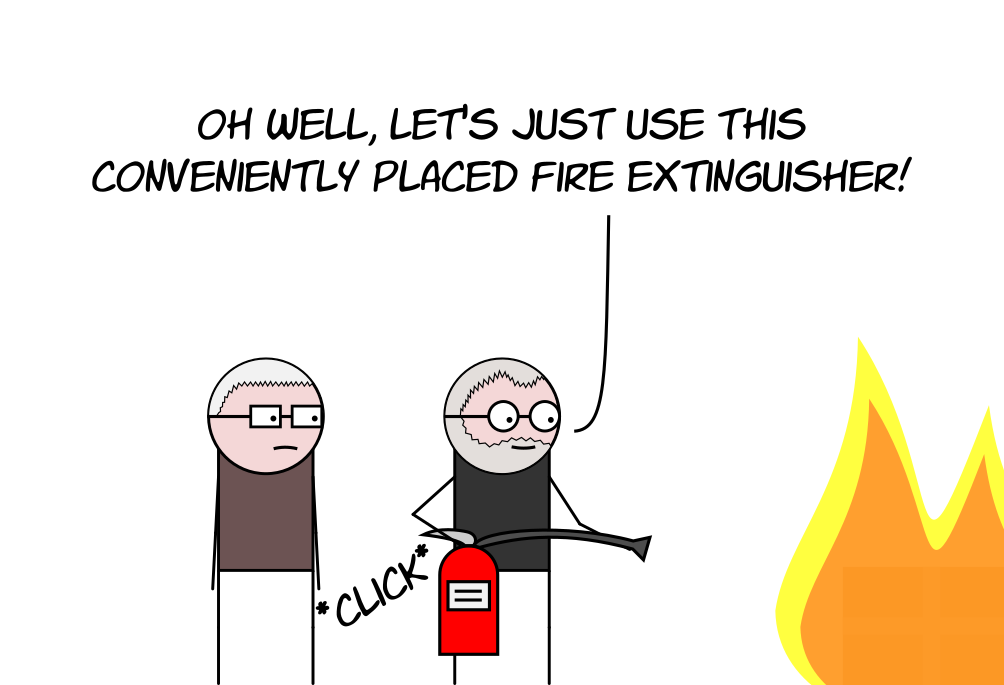 OH WELL, LET'S JUST USE THIS
CONVENIENTLY PLACED FIRE EXTINGUISHER!
*CLICK*